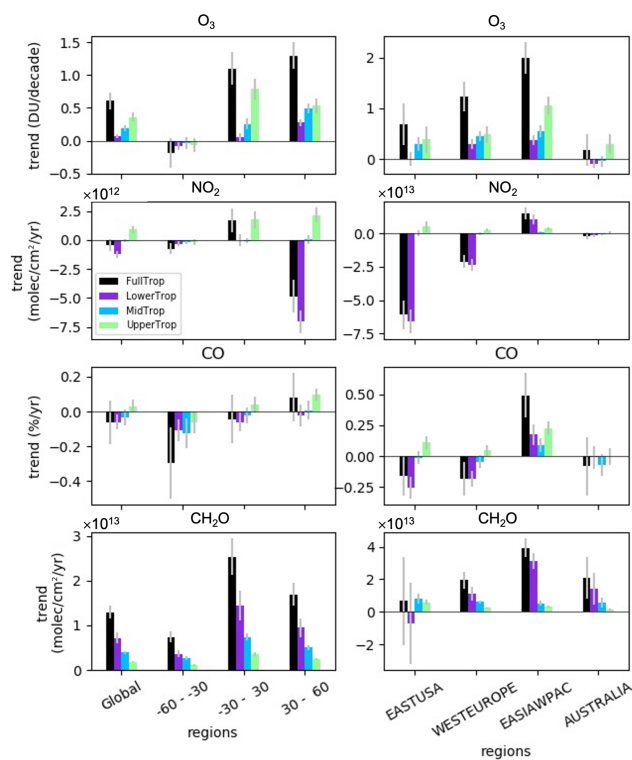 O3
O3
trend (DU/decade)
1.5
1.0
0.5
0.0
−0.5
2
1
0
×10^12
NO2
×10^13
NO2
trend
(molec/cm²/yr)
2.5
0.0
−2.5
−5.0
−7.5
FullTrop
LowerTrop
MidTrop
UpperTrop
0.0
−2.5
−5.0
−7.5
CO
CO
trend (%/yr)
0.2
0.0
−0.2
−0.4
0.50
0.25
0.00
−0.25
×10^13
CH2O
×10^13
CH2O
trend
(molec/cm²/yr)
3
2
1
0
4
2
0
−2
Global
-60 - -30
-30 - 30
30 - 60
regions
EASTUSA
WESTEUROPE
EASIAWPAC
AUSTRALIA
regions